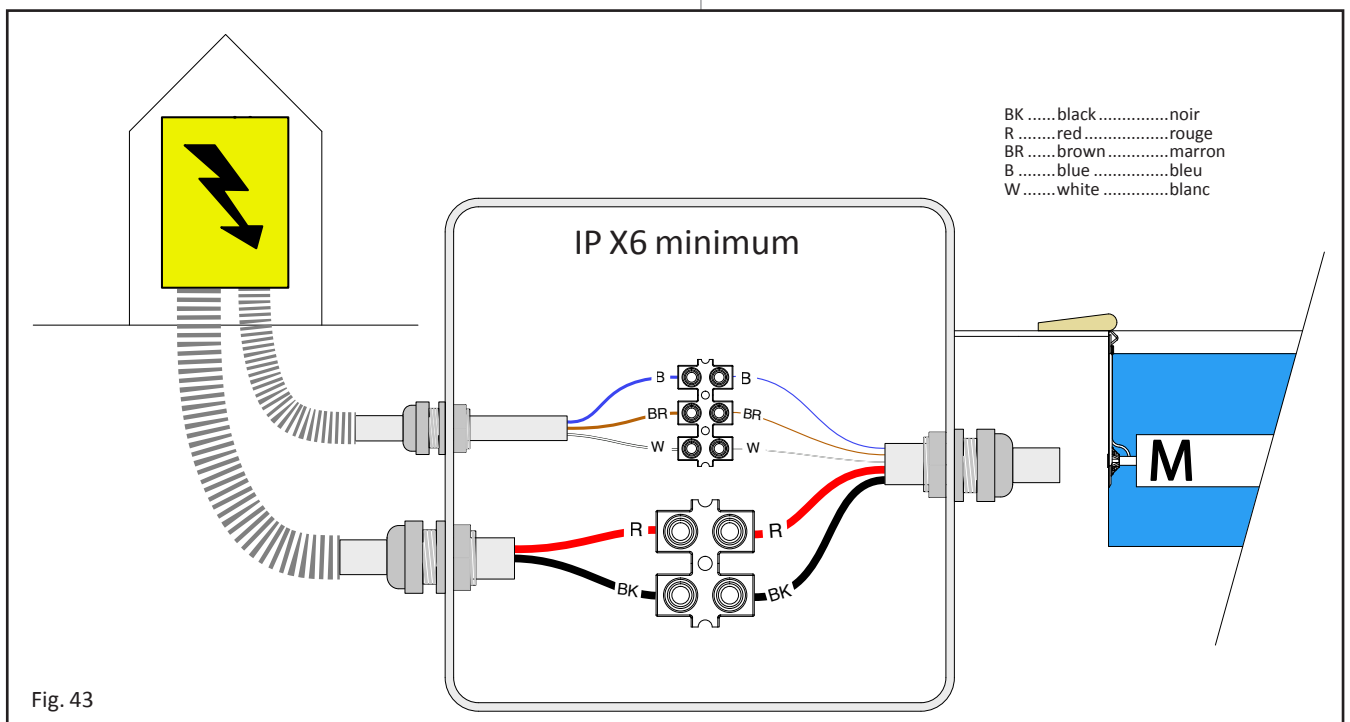 BK ......black ...............noir
R ........red ...................rouge
BR ......brown ............marron
B ........blue ................bleu
W .......white ..............blanc
IP X6 minimum
B B
BR BR
W W
M
R R
BK BK
Fig. 43